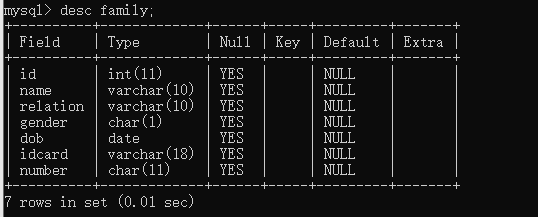 mysql> desc family;
+----------+-------------+------+-----+---------+-------+
| Field | Type | Null | Key | Default | Extra |
+----------+-------------+------+-----+---------+-------+
| id | int(11) | YES | | NULL | |
| name | varchar(10) | YES | | NULL | |
| relation | varchar(10) | YES | | NULL | |
| gender | char(1) | YES | | NULL | |
| dob | date | YES | | NULL | |
| idcard | varchar(18) | YES | | NULL | |
| number | char(11) | YES | | NULL | |
+----------+-------------+------+-----+---------+-------+
7 rows in set (0.01 sec)